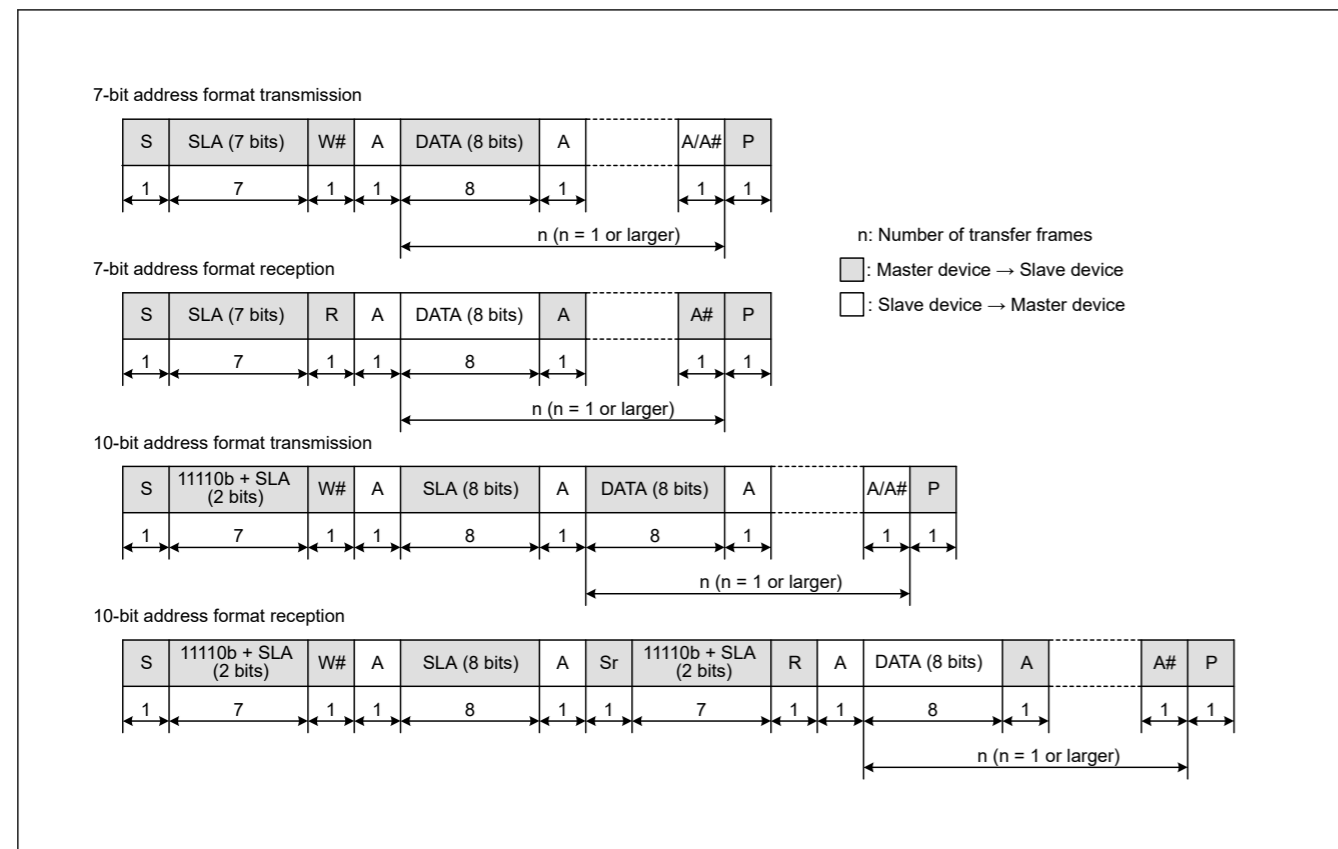 7-bit address format transmission
S SLA (7 bits) W# A DATA (8 bits) A A/A# P
1 7 1 1 8 1 1 1
n (n = 1 or larger)
n: Number of transfer frames
: Master device → Slave device
: Slave device → Master device
7-bit address format reception
S SLA (7 bits) R A DATA (8 bits) A A# P
1 7 1 1 8 1 1 1
n (n = 1 or larger)
10-bit address format transmission
S 11110b + SLA (2 bits) W# A SLA (8 bits) A DATA (8 bits) A A/A# P
1 7 1 1 8 1 8 1 1 1
n (n = 1 or larger)
10-bit address format reception
S 11110b + SLA (2 bits) W# A SLA (8 bits) A Sr 11110b + SLA (2 bits) R A DATA (8 bits) A A# P
1 7 1 1 8 1 1 7 1 1 8 1 1 1
n (n = 1 or larger)